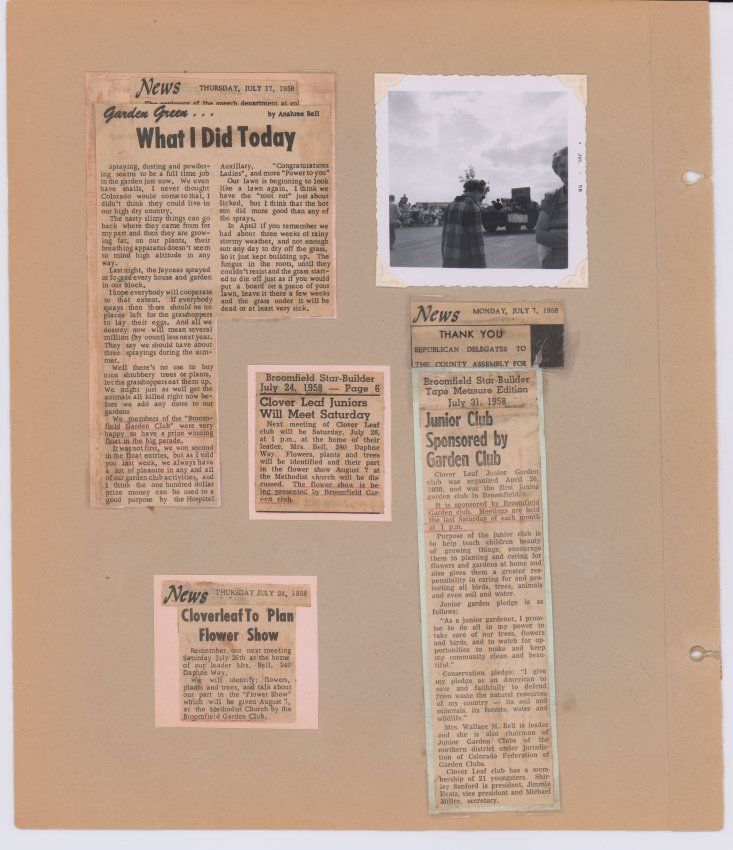 News THURSDAY, JULY 17, 1958
The professor of the speech department at col
Garden Green . . .
by Anahree Bell
What I Did Today
Spraying, dusting and powder-
ing seems to be a full time job
in the garden just now. We even
have snails, I never thought
Colorado would come to that, I
didn't think they could live in
our high dry country.
The nasty slimy things can go
back where they came from for
my part and then they are grow-
ing fat, on our plants, their
breathing apparatus doesn't seem
to mind high altitude in any
way.
Last night, the Jaycees sprayed
or fogged every house and garden
in our block.
I hope everybody will cooperate
to that extent. If everybody
sprays then there should be no
places left for the grasshoppers
to lay their eggs. And all we
destroy now will mean several
million (by count) less next year.
They say we should have about
three sprayings during the sum-
mer.
Well there's no use to buy
nice shrubbery trees or plants,
let the grasshoppers eat them up.
We might just as well get the
animals all killed right now be-
fore we add any more to our
gardens
We members of the "Broom-
field Garden Club" were very
happy to have a prize winning
float in the big parade.
It was not first, we won second
in the float entries, but as I told
you last week, we always have
a lot of pleasure in any and all
of our garden club activities, and
I think the one hundred dollar
prize money can be used to a
good purpose by the Hospital
Auxiliary, "Congratulations
Ladies", and more "Power to you"
Our lawn is beginning to look
like a lawn again. I think we
have the "root rot" just about
licked, but I think that the hot
sun did more good than any of
the sprays.
In April if you remember we
had about three weeks of rainy
stormy weather, and not enough
sun any day to dry off the grass.
So it just kept building up. The
fungus in the roots, until they
couldn't resist and the grass start-
ed to die off just as if you would
put a board on a piece of your
lawn, leave it there a few weeks
and the grass under it will be
dead or at least very sick.
JUL • 58
News MONDAY, JULY 7, 1958
THANK YOU
REPUBLICAN DELEGATES TO
THE COUNTY ASSEMBLY FOR
Broomfield Star-Builder
July 24, 1958 — Page 6
Clover Leaf Juniors
Will Meet Saturday
Next meeting of Clover Leaf
club will be Saturday, July 26,
at 1 p.m., at the home of their
leader, Mrs. Bell, 240 Daphne
Way. Flowers, plants and trees
will be identified and their part
in the flower show August 7 at
the Methodist church will be dis-
cussed. The flower show is be-
ing presented by Broomfield Gar-
den club.
Broomfield Star-Builder
Tape Measure Edition
July 31, 1958
Junior Club
Sponsored by
Garden Club
Clover Leaf Junior Garden
club was organized April 26,
1958, and was the first junior
garden club in Broomfield.
It is sponsored by Broomfield
Garden club. Meetings are held
the last Saturday of each month
at 1 p.m.
Purpose of the junior club is
to help teach children beauty
of growing things, encourage
them in planting and caring for
flowers and gardens at home and
also gives them a greater res-
ponsibility in caring for and pro-
tecting all birds, trees, animals
and even soil and water.
Junior garden pledge is as
follows:
"As a junior gardener, I prom-
ise to do all in my power to
take care of our trees, flowers
and birds, and to watch for op-
portunities to make and keep
my community clean and beau-
tiful."
Conservation pledge: "I give
my pledge as an American to
save and faithfully to defend
from waste the natural resources
of my country — its soil and
minerals, its forests, water and
wildlife."
Mrs. Wallace M. Bell is leader
and she is also chairman of
Junior Garden Clubs of the
northern district under jurisdic-
tion of Colorado Federation of
Garden Clubs.
Clover Leaf club has a mem-
bership of 21 youngsters. Shir-
ley Sanford is president, Jimmie
Evatz, vice president and Michael
Miller, secretary.
News THURSDAY JULY 24, 1958
Cloverleaf To Plan
Flower Show
Remember our next meeting
Saturday July 26th at the home
of our leader Mrs. Bell, 240
Daphne Way.
We will identify: flowers,
plants and trees, and talk about
our part in the "Flower Show"
which will be given August 7,
at the Methodist Church by the
Broomfield Garden Club.